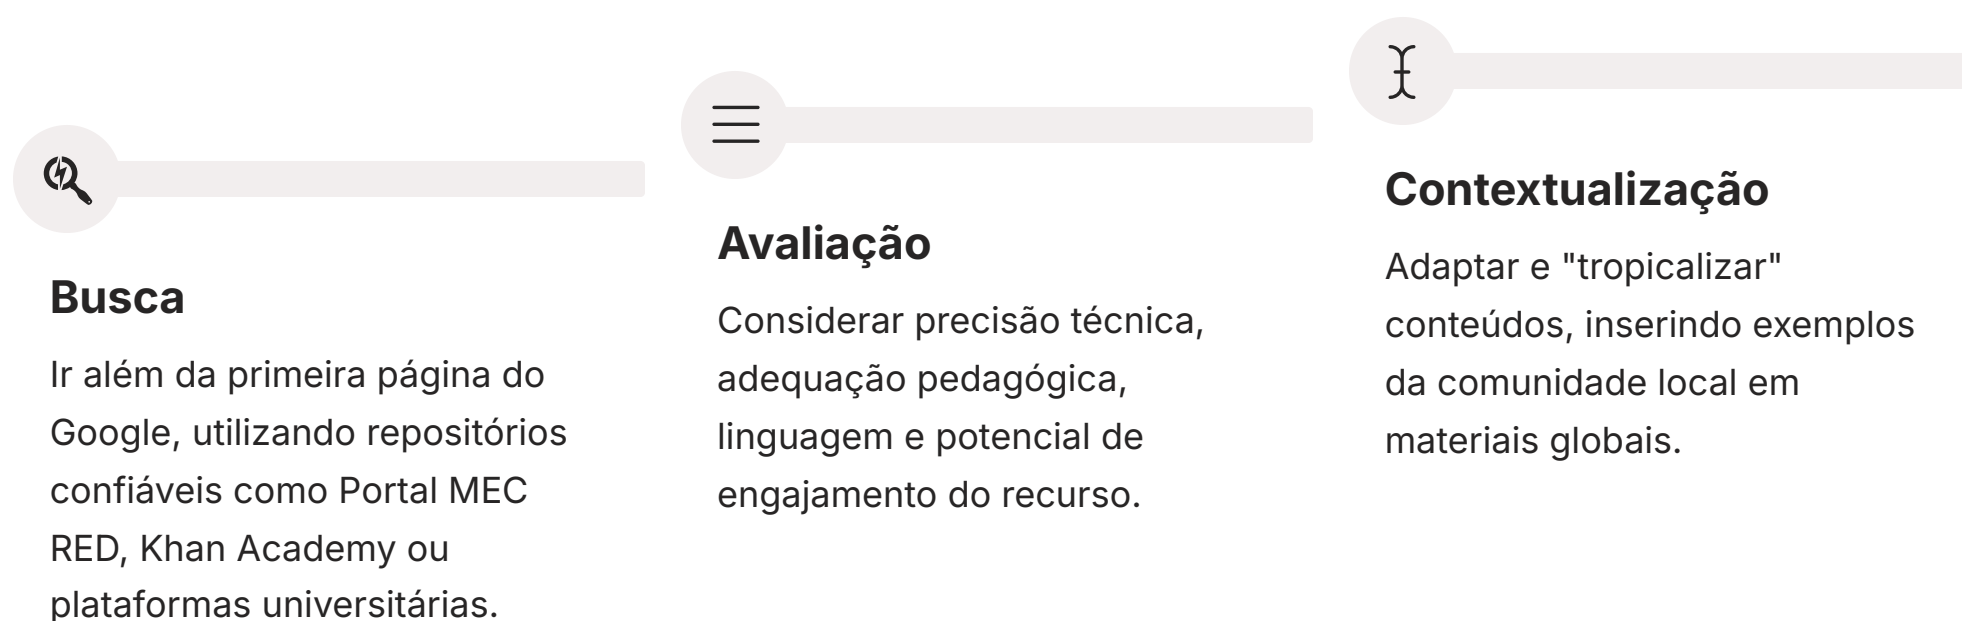 Busca
Ir além da primeira página do
Google, utilizando repositórios
confiáveis como Portal MEC
RED, Khan Academy ou
plataformas universitárias.
Avaliação
Considerar precisão técnica,
adequação pedagógica,
linguagem e potencial de
engajamento do recurso.
Contextualização
Adaptar e "tropicalizar"
conteúdos, inserindo exemplos
da comunidade local em
materiais globais.